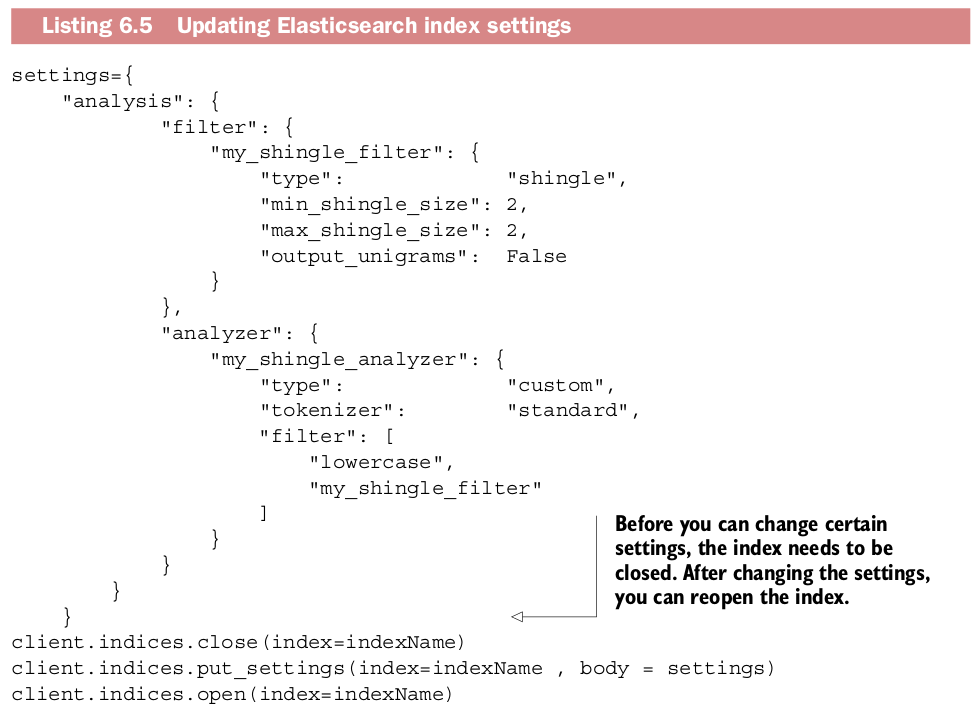 Listing 6.5 Updating Elasticsearch index settings
settings={
    "analysis": {
            "filter": {
                "my_shingle_filter": {
                    "type":             "shingle",
                    "min_shingle_size": 2,
                    "max_shingle_size": 2,
                    "output_unigrams":  False
                }
            },
            "analyzer": {
                "my_shingle_analyzer": {
                    "type":             "custom",
                    "tokenizer":        "standard",
                    "filter": [
                        "lowercase",
                        "my_shingle_filter"
                    ]
                }
            }
        }
    }
Before you can change certain
settings, the index needs to be
closed. After changing the settings,
you can reopen the index.
client.indices.close(index=indexName)
client.indices.put_settings(index=indexName , body = settings)
client.indices.open(index=indexName)